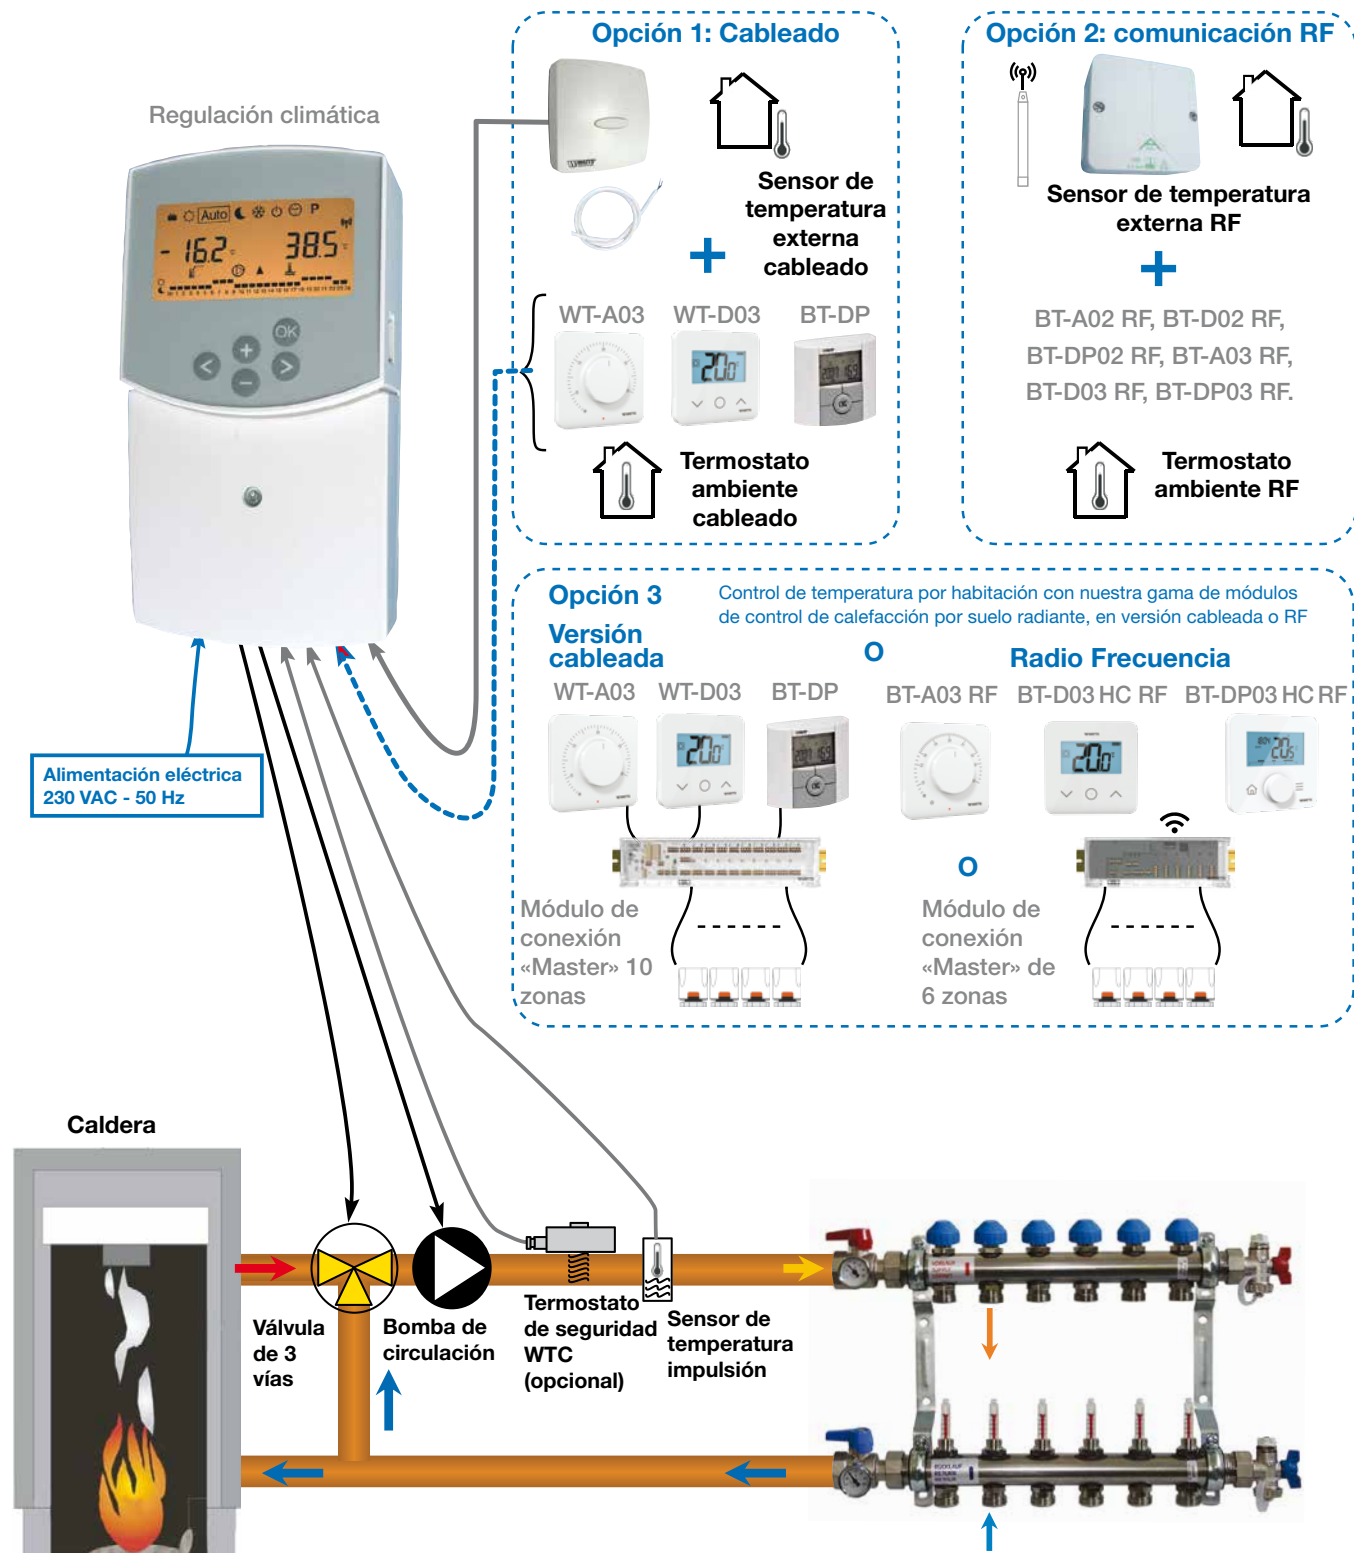 Opción 1: Cableado
Opción 2: comunicación RF
Regulación climática
Auto
P
-16.2
38.5
Sensor de
temperatura
externa
cableado
Sensor de temperatura
externa RF
+
+
WT-A03
WT-D03
BT-DP
BT-A02 RF, BT-D02 RF,
BT-DP02 RF, BT-A03 RF,
BT-D03 RF, BT-DP03 RF.
OK
Termostato
ambiente
cableado
Termostato
ambiente RF
Opción 3
Control de temperatura por habitación con nuestra gama de módulos
de control de calefacción por suelo radiante, en versión cableada o RF
Versión
cableada
O
Radio Frecuencia
WT-A03
WT-D03
BT-DP
BT-A03 RF
BT-D03 HC RF
BT-DP03 HC RF
Alimentación eléctrica
230 VAC - 50 Hz
O
Módulo de
conexión
«Master» 10
zonas
Módulo de
conexión
«Master» de
6 zonas
Caldera
Válvula
de 3
vías
Bomba de
circulación
Termostato
de seguridad
WTC
(opcional)
Sensor de
temperatura
impulsión